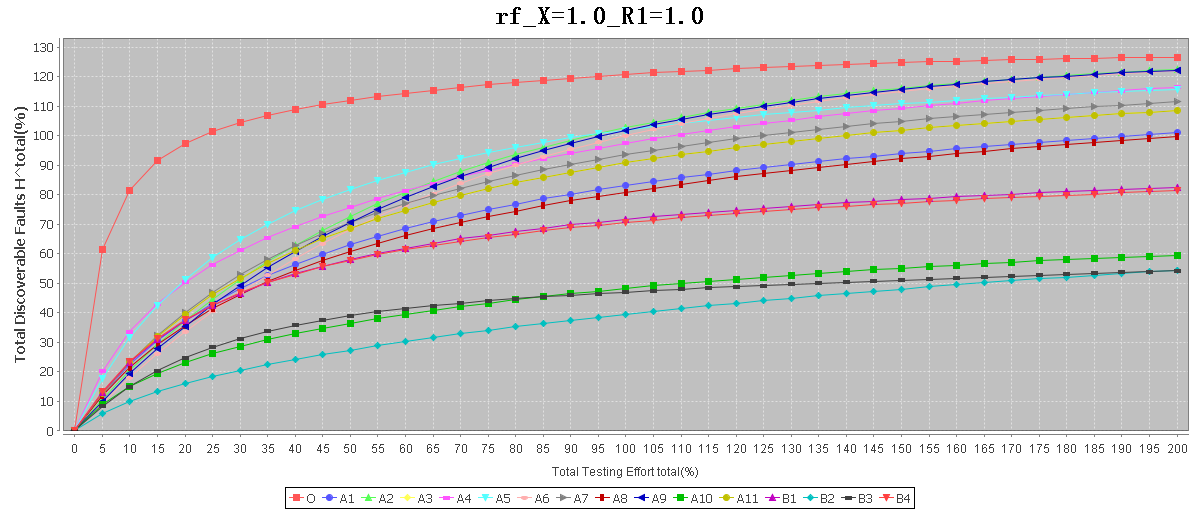 rf_X=1.0_R1=1.0
Total Discoverable Faults H^total(%)
130
120
110
100
90
80
70
60
50
40
30
20
10
0
0 5 10 15 20 25 30 35 40 45 50 55 60 65 70 75 80 85 90 95 100 105 110 115 120 125 130 135 140 145 150 155 160 165 170 175 180 185 190 195 200
Total Testing Effort total(%)
O A1 A2 A3 A4 A5 A6 A7 A8 A9 A10 A11 B1 B2 B3 B4